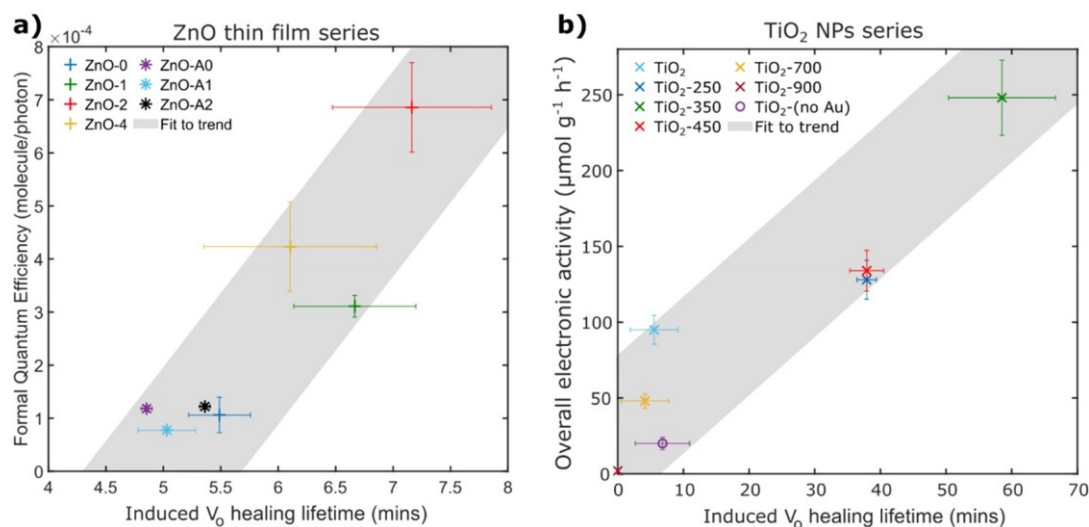 a)
ZnO thin film series
Formal Quantum Efficiency (molecule/photon)
8 ×10⁻⁴
7
6
5
4
3
2
1
0
ZnO-0
ZnO-1
ZnO-2
ZnO-4
ZnO-A0
ZnO-A1
ZnO-A2
Fit to trend
4 4.5 5 5.5 6 6.5 7 7.5 8
Induced Vₒ healing lifetime (mins)
b)
TiO₂ NPs series
Overall electronic activity (μmol g⁻¹ h⁻¹)
250
200
150
100
50
0
TiO₂
TiO₂-250
TiO₂-350
TiO₂-450
TiO₂-700
TiO₂-900
TiO₂-(no Au)
Fit to trend
0 10 20 30 40 50 60 70
Induced Vₒ healing lifetime (mins)